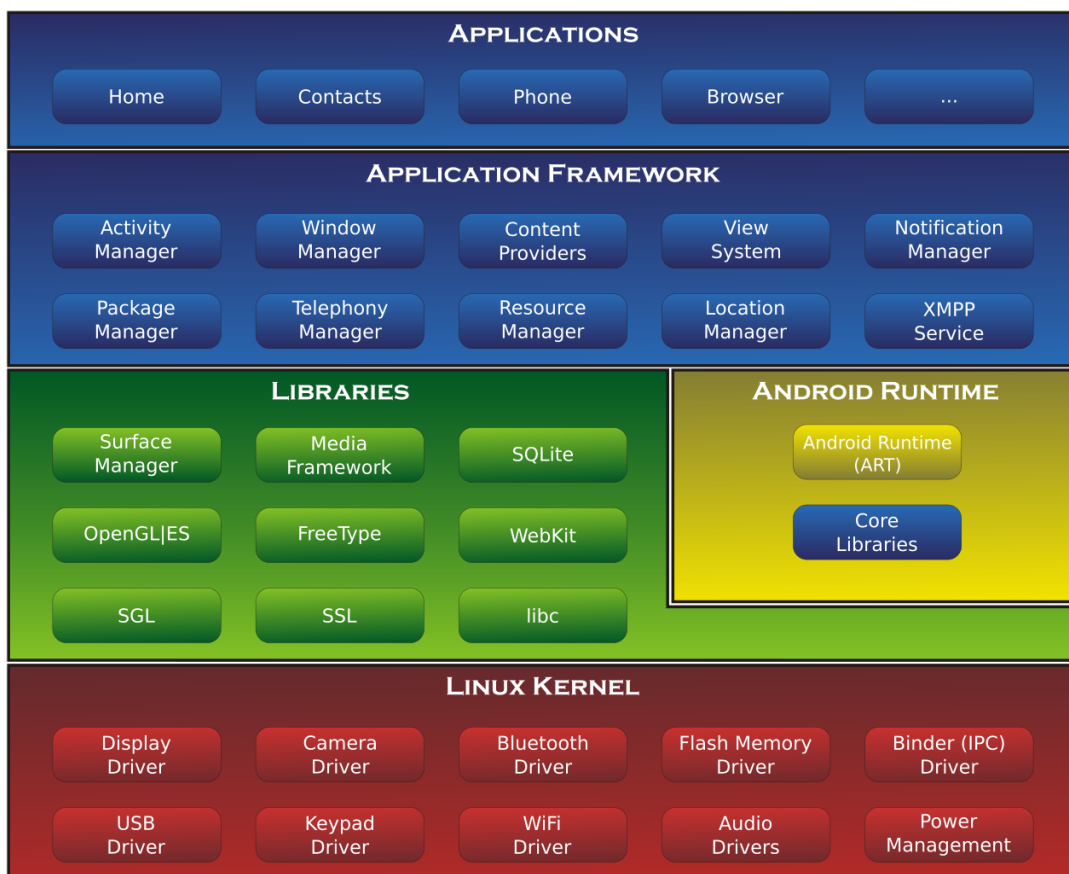 APPLICATIONS
Home
Contacts
Phone
Browser
...
APPLICATION FRAMEWORK
Activity
Manager
Window
Manager
Content
Providers
View
System
Notification
Manager
Package
Manager
Telephony
Manager
Resource
Manager
Location
Manager
XMPP
Service
LIBRARIES
Surface
Manager
Media
Framework
SQLite
OpenGL|ES
FreeType
WebKit
SGL
SSL
libc
ANDROID RUNTIME
Android Runtime
(ART)
Core
Libraries
LINUX KERNEL
Display
Driver
Camera
Driver
Bluetooth
Driver
Flash Memory
Driver
Binder (IPC)
Driver
USB
Driver
Keypad
Driver
WiFi
Driver
Audio
Drivers
Power
Management